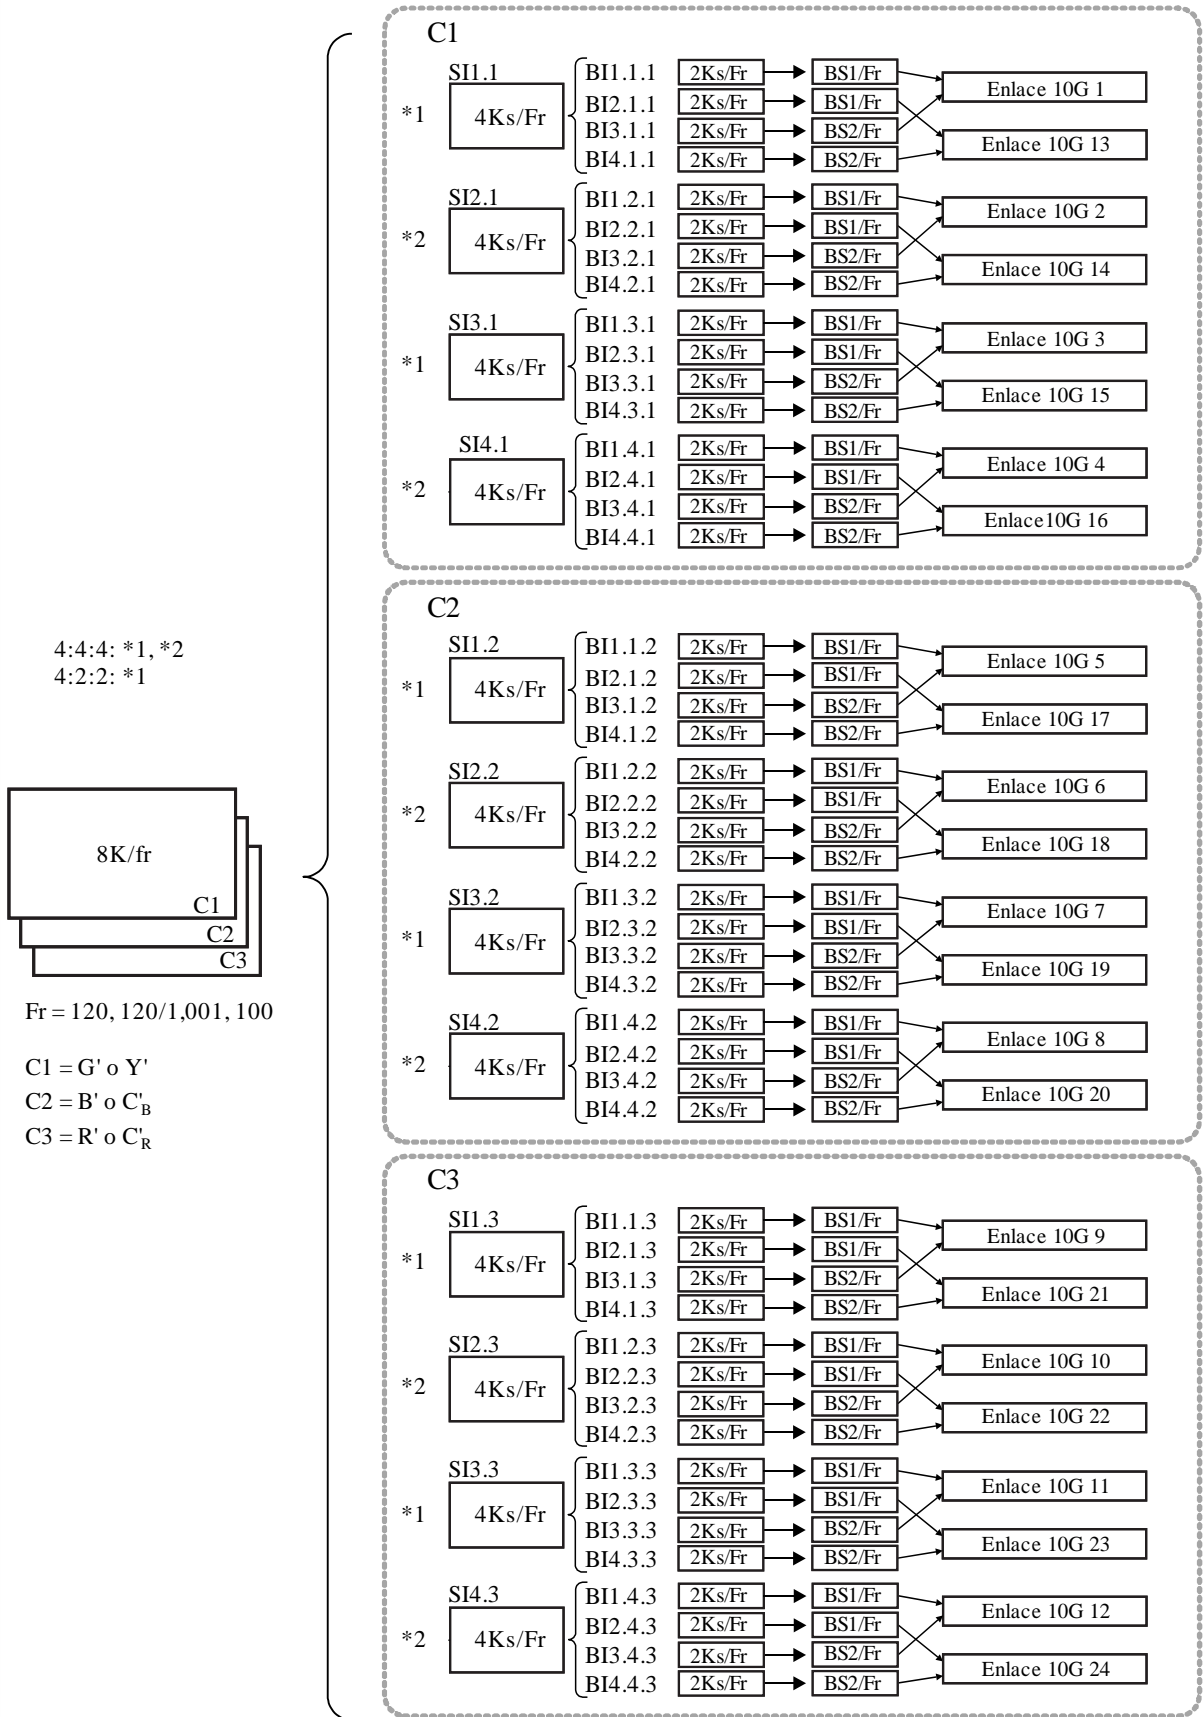 4:4:4: *1, *2
4:2:2: *1
8K/fr
C1
C2
C3
Fr = 120, 120/1,001, 100
C1 = G' o Y'
C2 = B' o C'B
C3 = R' o C'R
C1
SI1.1
*1
4Ks/Fr
BI1.1.1 2Ks/Fr BS1/Fr
BI2.1.1 2Ks/Fr BS1/Fr
BI3.1.1 2Ks/Fr BS2/Fr
BI4.1.1 2Ks/Fr BS2/Fr
Enlace 10G 1
Enlace 10G 13
SI2.1
*2
4Ks/Fr
BI1.2.1 2Ks/Fr BS1/Fr
BI2.2.1 2Ks/Fr BS1/Fr
BI3.2.1 2Ks/Fr BS2/Fr
BI4.2.1 2Ks/Fr BS2/Fr
Enlace 10G 2
Enlace 10G 14
SI3.1
*1
4Ks/Fr
BI1.3.1 2Ks/Fr BS1/Fr
BI2.3.1 2Ks/Fr BS1/Fr
BI3.3.1 2Ks/Fr BS2/Fr
BI4.3.1 2Ks/Fr BS2/Fr
Enlace 10G 3
Enlace 10G 15
SI4.1
*2
4Ks/Fr
BI1.4.1 2Ks/Fr BS1/Fr
BI2.4.1 2Ks/Fr BS1/Fr
BI3.4.1 2Ks/Fr BS2/Fr
BI4.4.1 2Ks/Fr BS2/Fr
Enlace 10G 4
Enlace10G 16
C2
SI1.2
*1
4Ks/Fr
BI1.1.2 2Ks/Fr BS1/Fr
BI2.1.2 2Ks/Fr BS1/Fr
BI3.1.2 2Ks/Fr BS2/Fr
BI4.1.2 2Ks/Fr BS2/Fr
Enlace 10G 5
Enlace 10G 17
SI2.2
*2
4Ks/Fr
BI1.2.2 2Ks/Fr BS1/Fr
BI2.2.2 2Ks/Fr BS1/Fr
BI3.2.2 2Ks/Fr BS2/Fr
BI4.2.2 2Ks/Fr BS2/Fr
Enlace 10G 6
Enlace 10G 18
SI3.2
*1
4Ks/Fr
BI1.3.2 2Ks/Fr BS1/Fr
BI2.3.2 2Ks/Fr BS1/Fr
BI3.3.2 2Ks/Fr BS2/Fr
BI4.3.2 2Ks/Fr BS2/Fr
Enlace 10G 7
Enlace 10G 19
SI4.2
*2
4Ks/Fr
BI1.4.2 2Ks/Fr BS1/Fr
BI2.4.2 2Ks/Fr BS1/Fr
BI3.4.2 2Ks/Fr BS2/Fr
BI4.4.2 2Ks/Fr BS2/Fr
Enlace 10G 8
Enlace 10G 20
C3
SI1.3
*1
4Ks/Fr
BI1.1.3 2Ks/Fr BS1/Fr
BI2.1.3 2Ks/Fr BS1/Fr
BI3.1.3 2Ks/Fr BS2/Fr
BI4.1.3 2Ks/Fr BS2/Fr
Enlace 10G 9
Enlace 10G 21
SI2.3
*2
4Ks/Fr
BI1.2.3 2Ks/Fr BS1/Fr
BI2.2.3 2Ks/Fr BS1/Fr
BI3.2.3 2Ks/Fr BS2/Fr
BI4.2.3 2Ks/Fr BS2/Fr
Enlace 10G 10
Enlace 10G 22
SI3.3
*1
4Ks/Fr
BI1.3.3 2Ks/Fr BS1/Fr
BI2.3.3 2Ks/Fr BS1/Fr
BI3.3.3 2Ks/Fr BS2/Fr
BI4.3.3 2Ks/Fr BS2/Fr
Enlace 10G 11
Enlace 10G 23
SI4.3
*2
4Ks/Fr
BI1.4.3 2Ks/Fr BS1/Fr
BI2.4.3 2Ks/Fr BS1/Fr
BI3.4.3 2Ks/Fr BS2/Fr
BI4.4.3 2Ks/Fr BS2/Fr
Enlace 10G 12
Enlace 10G 24